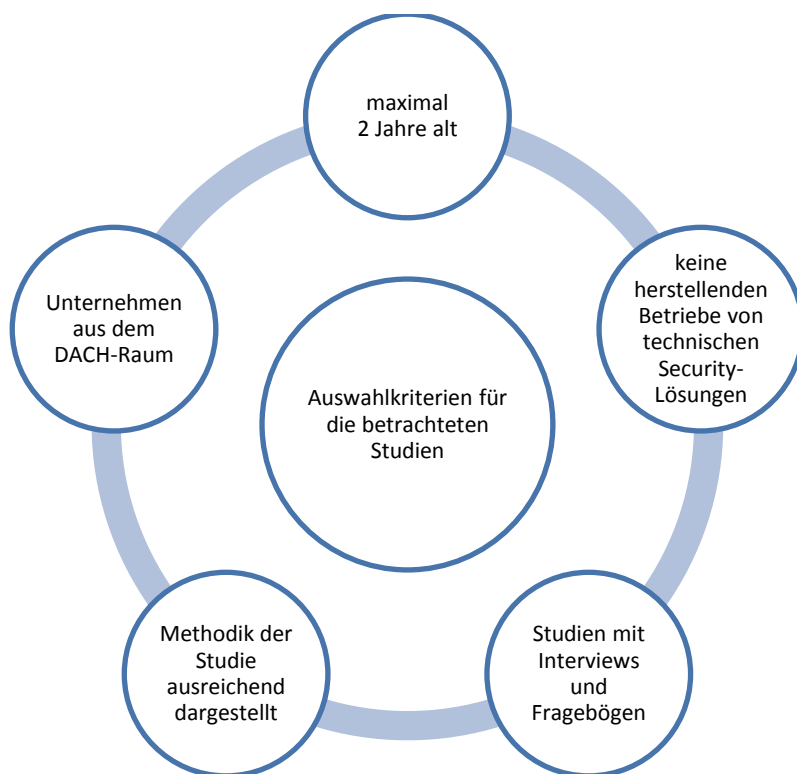 maximal
2 Jahre alt
keine
herstellenden
Betriebe von
technischen
Security-
Lösungen
Unternehmen
aus dem
DACH-Raum
Auswahlkriterien für
die betrachteten
Studien
Methodik der
Studie
ausreichend
dargestellt
Studien mit
Interviews
und
Fragebögen